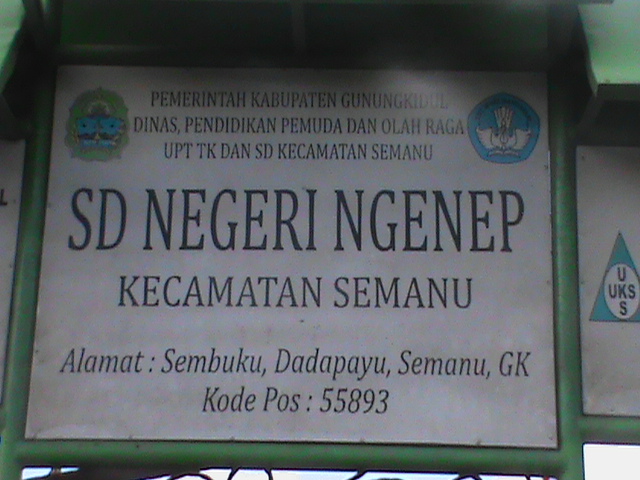 PEMERINTAH KABUPATEN GUNUNGKIDUL
DINAS, PENDIDIKAN PEMUDA DAN OLAH RAGA
UPT TK DAN SD KECAMATAN SEMANU
SD NEGERI NGENEP
KECAMATAN SEMANU
Alamat : Sembuku, Dadapayu, Semanu, GK
Kode Pos : 55893
U
UKS
S